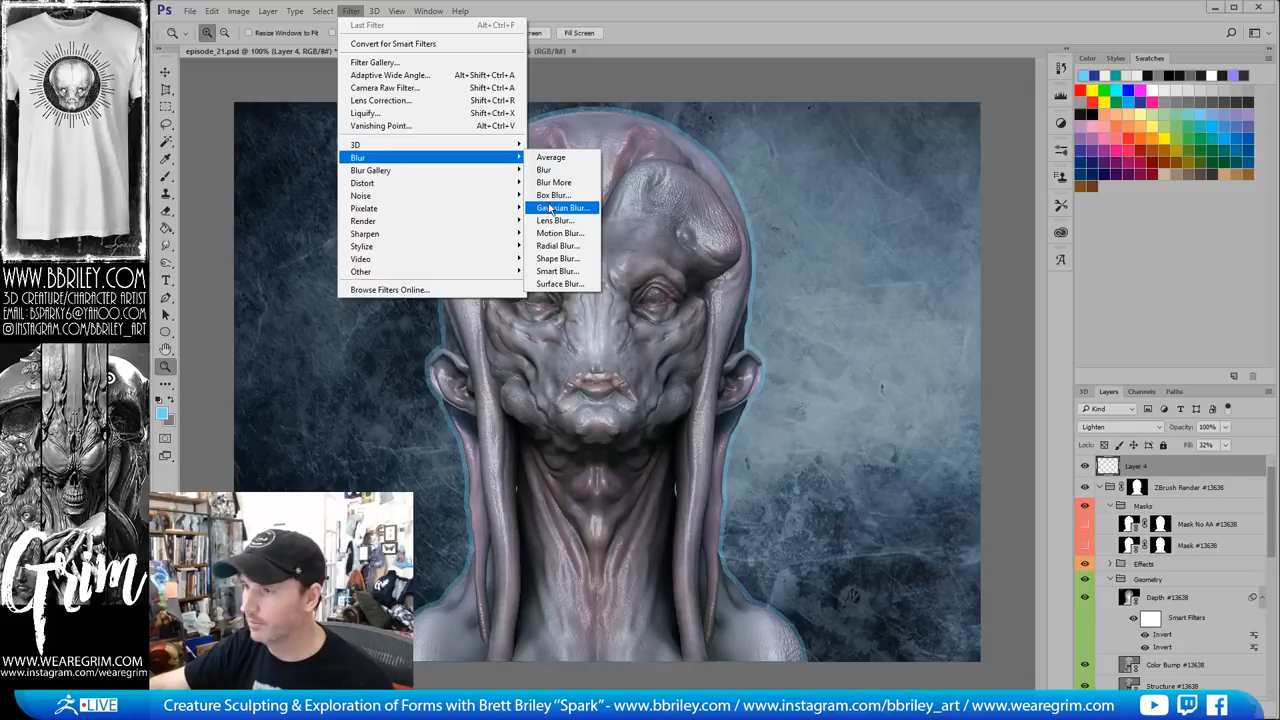 WWW.BBRILEY.COM
3D CREATURE/CHARACTER ARTIST
EMAIL: BSPARKY6@YAHOO.COM
INSTAGRAM.COM/BBRILEY_ART
Grim
WWW.WEAREGRIM.COM
www.instagram.com/wearegrim
Ps File Edit Image Layer Type Select Filter 3D View Window Help
Resize Windows to Fit
Fill Screen
episode_21.psd @ 100% (Layer 4, RGB/8#)
(RGB/8#) *
Last Filter Alt+Ctrl+F
Convert for Smart Filters
Filter Gallery...
Adaptive Wide Angle... Alt+Shift+Ctrl+A
Camera Raw Filter... Shift+Ctrl+A
Lens Correction... Shift+Ctrl+R
Liquify... Shift+Ctrl+X
Vanishing Point... Alt+Ctrl+V
3D
Blur
Blur Gallery
Distort
Noise
Pixelate
Render
Sharpen
Stylize
Video
Other
Browse Filters Online...
Average
Blur
Blur More
Box Blur...
Gaussian Blur...
Lens Blur...
Motion Blur...
Radial Blur...
Shape Blur...
Smart Blur...
Surface Blur...
Color Styles Swatches
3D Layers Channels Paths
Kind
Lighten Opacity: 100%
Lock: Fill: 32%
Layer 4
ZBrush Render #13638
Masks
Mask No AA #13638
Mask #13638
Effects
Geometry
Depth #13638
Smart Filters
Invert
Invert
Color Bump #13638
Structure #13638
LIVE
Creature Sculpting & Exploration of Forms with Brett Briley "Spark" - www.bbriley.com / www.instagram.com/bbriley_art / www.wearegrim.com